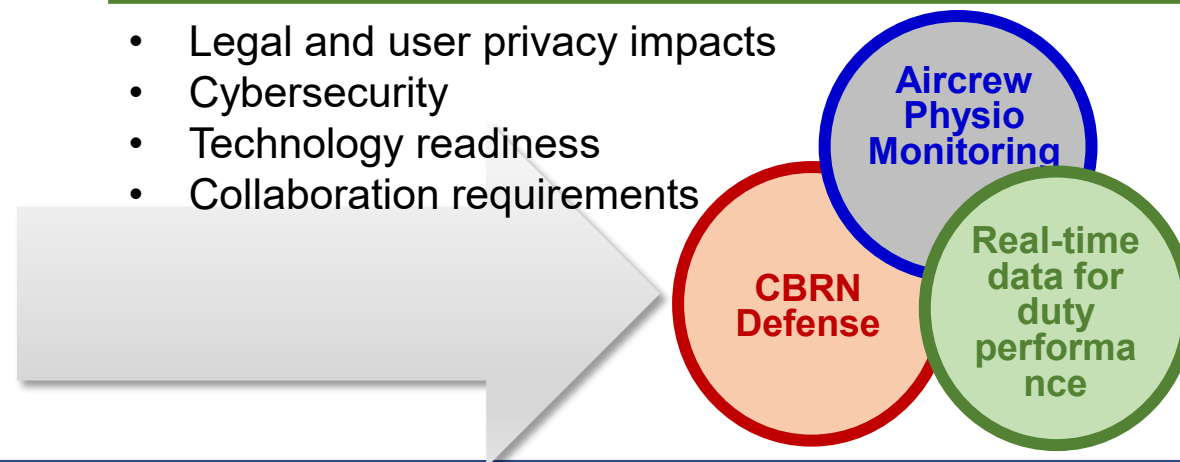 • Legal and user privacy impacts
• Cybersecurity
• Technology readiness
• Collaboration requirements
Aircrew
Physio
Monitoring
CBRN
Defense
Real-time
data for
duty
performa
nce